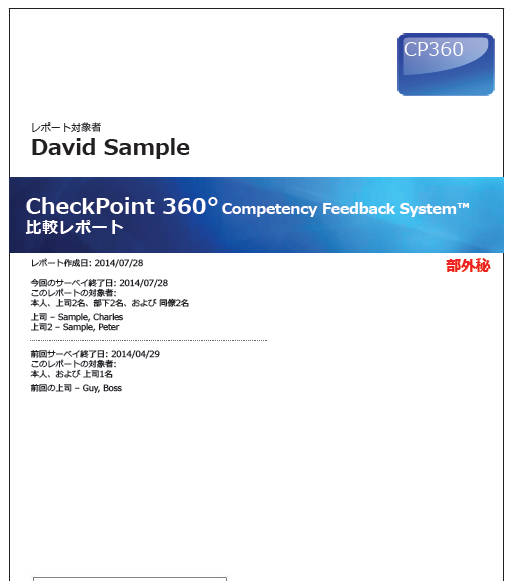 CP360
レポート対象者
David Sample
CheckPoint 360° Competency Feedback System™
比較レポート
レポート作成日: 2014/07/28
部外秘
今回のサーベイ終了日: 2014/07/28
このレポートの対象者:
本人、上司2名、部下2名、および 同僚2名
上司 – Sample, Charles
上司2 – Sample, Peter
前回サーベイ終了日: 2014/04/29
このレポートの対象者:
本人、および 上司1名
前回の上司 – Guy, Boss